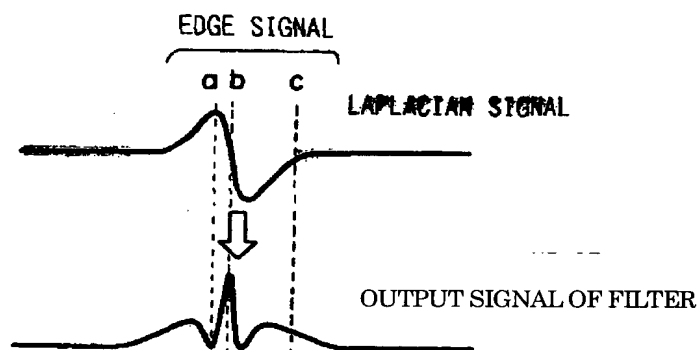 EDGE SIGNAL
a b c
LAPLACIAN SIGNAL
OUTPUT SIGNAL OF FILTER